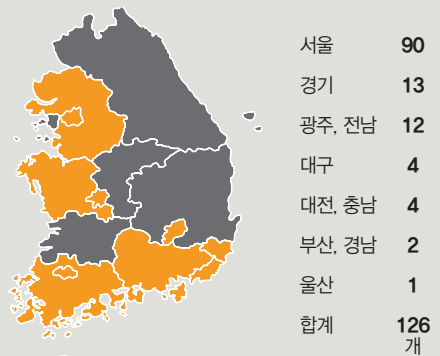 서울 90
경기 13
광주, 전남 12
대구 4
대전, 충남 4
부산, 경남 2
울산 1
합계 126
개